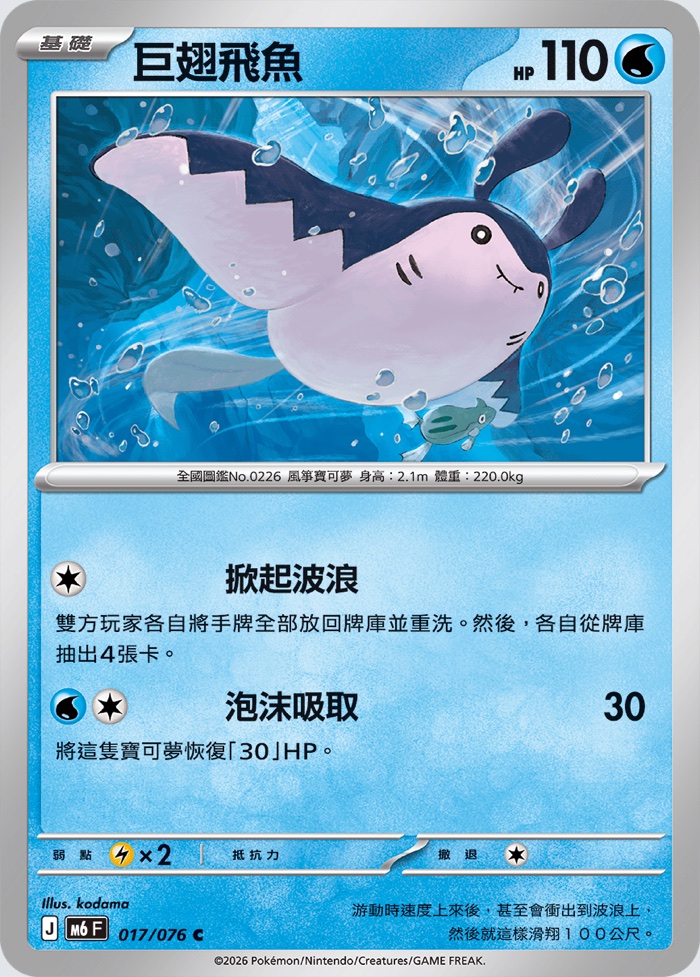 基礎
巨翅飛魚
HP 110
全國圖鑑No.0226 風箏寶可夢 身高：2.1m 體重：220.0kg
掀起波浪
雙方玩家各自將手牌全部放回牌庫並重洗。然後，各自從牌庫
抽出4張卡。
泡沫吸取 30
將這隻寶可夢恢復「30」HP。
弱點 ×2 抵抗力 撤退
Illus. kodama
J M6 F 017/076 C
游動時速度上來後，甚至會衝出到波浪上，
然後就這樣滑翔１００公尺。
©2026 Pokémon/Nintendo/Creatures/GAME FREAK.